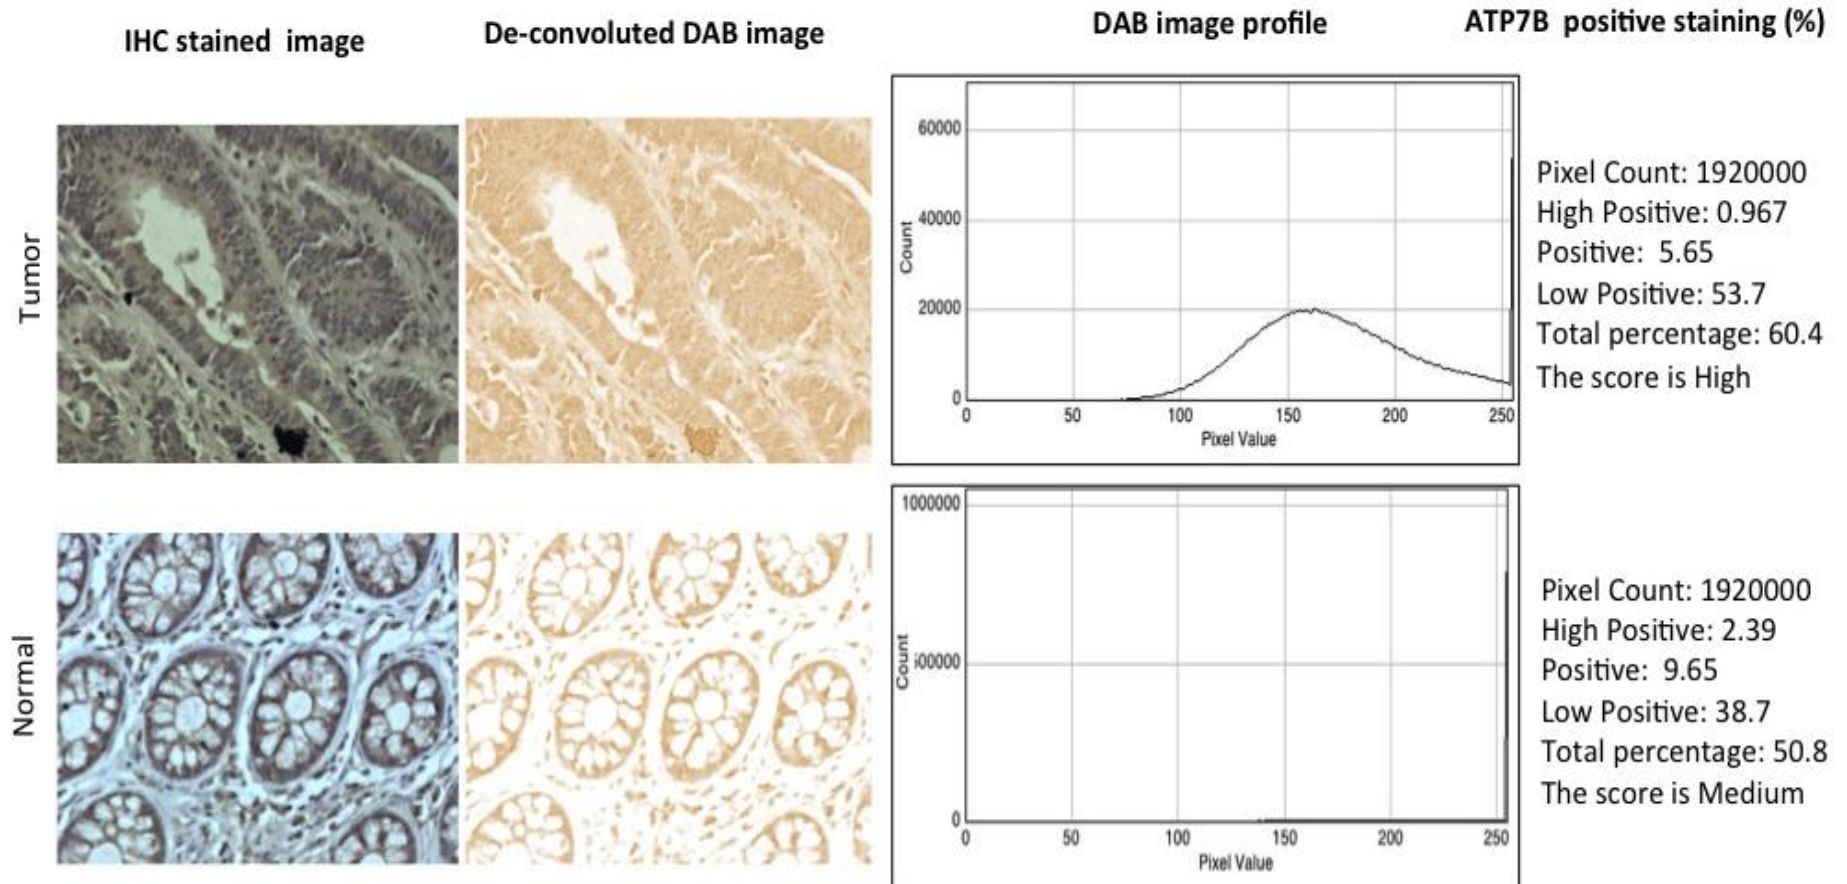 IHC stained image
De-convoluted DAB image
DAB image profile
ATP7B positive staining (%)
Tumor
60000
40000
20000
0
Count
0 50 100 150 200 250
Pixel Value
Pixel Count: 1920000
High Positive: 0.967
Positive: 5.65
Low Positive: 53.7
Total percentage: 60.4
The score is High
Normal
1000000
500000
0
Count
0 50 100 150 200 250
Pixel Value
Pixel Count: 1920000
High Positive: 2.39
Positive: 9.65
Low Positive: 38.7
Total percentage: 50.8
The score is Medium